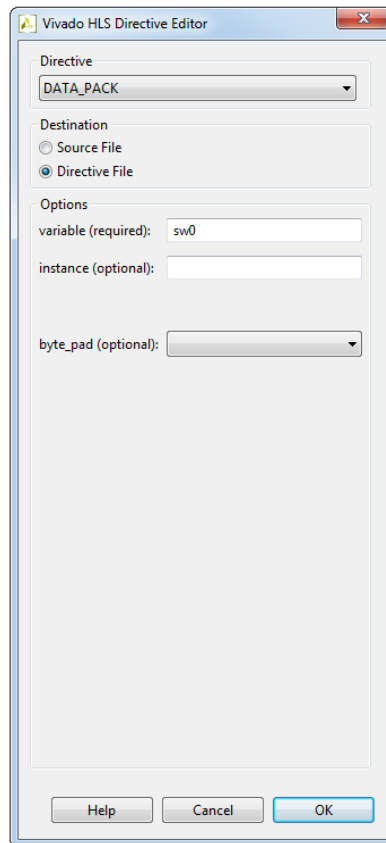 Vivado HLS Directive Editor
Directive
DATA_PACK
Destination
Source File
Directive File
Options
variable (required): sw0
instance (optional):
byte_pad (optional):
Help Cancel OK